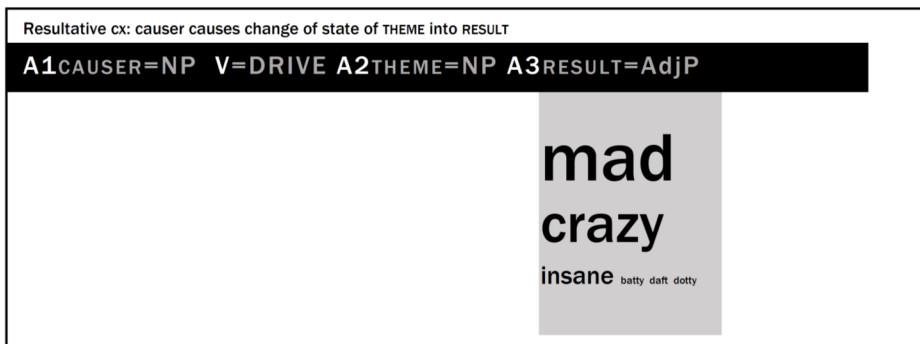 Resultative cx: causer causes change of state of THEME into RESULT
A1CAUSER=NP V=DRIVE A2THEME=NP A3RESULT=AdjP
mad
crazy
insane batty daft dotty